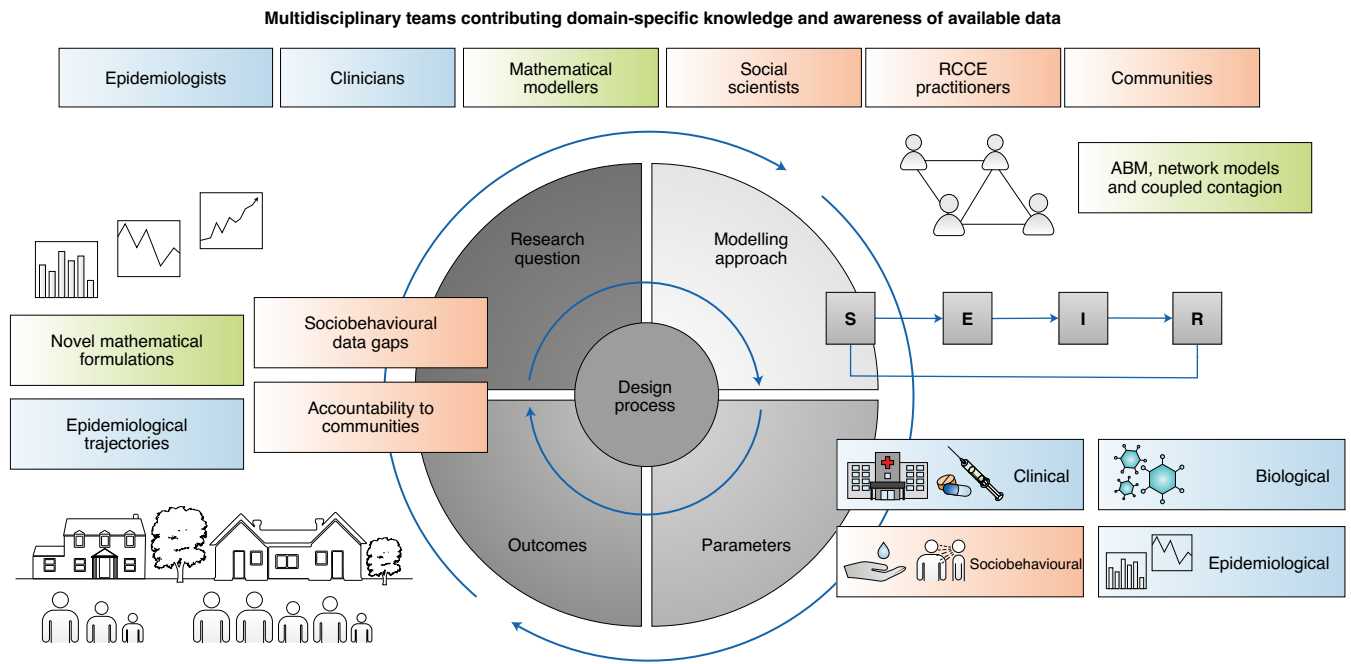 Multidisciplinary teams contributing domain-specific knowledge and awareness of available data
Epidemiologists
Clinicians
Mathematical
modellers
Social
scientists
RCCE
practitioners
Communities
ABM, network models
and coupled contagion
Research
question
Modelling
approach
S
E
I
R
Novel mathematical
formulations
Sociobehavioural
data gaps
Epidemiological
trajectories
Accountability to
communities
Design
process
Clinical
Biological
Outcomes
Parameters
Sociobehavioural
Epidemiological